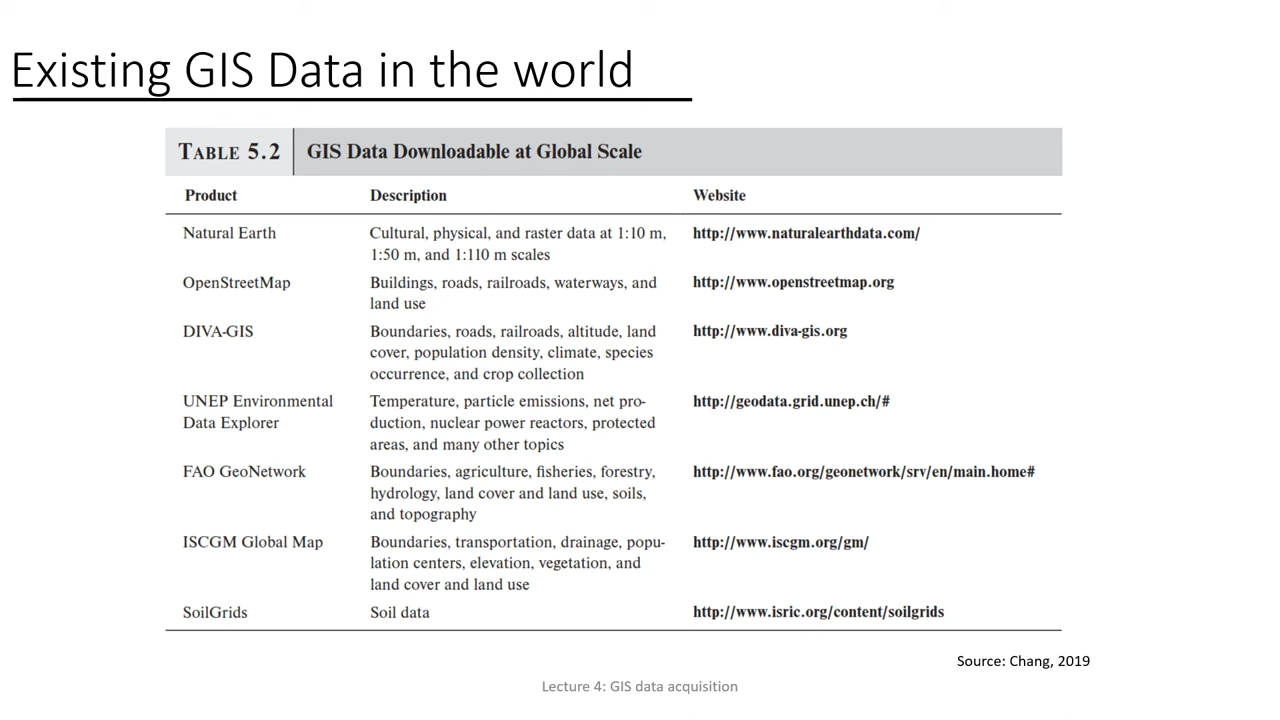 Existing GIS Data in the world
TABLE 5.2 GIS Data Downloadable at Global Scale
Product Description Website
Natural Earth Cultural, physical, and raster data at 1:10 m, http://www.naturalearthdata.com/
1:50 m, and 1:110 m scales
OpenStreetMap Buildings, roads, railroads, waterways, and http://www.openstreetmap.org
land use
DIVA-GIS Boundaries, roads, railroads, altitude, land http://www.diva-gis.org
cover, population density, climate, species
occurrence, and crop collection
UNEP Environmental Temperature, particle emissions, net pro- http://geodata.grid.unep.ch/#
Data Explorer duction, nuclear power reactors, protected
areas, and many other topics
FAO GeoNetwork Boundaries, agriculture, fisheries, forestry, http://www.fao.org/geonetwork/srv/en/main.home#
hydrology, land cover and land use, soils,
and topography
ISCGM Global Map Boundaries, transportation, drainage, popu- http://www.iscgm.org/gm/
lation centers, elevation, vegetation, and
land cover and land use
SoilGrids Soil data http://www.isric.org/content/soilgrids
Source: Chang, 2019
Lecture 4: GIS data acquisition